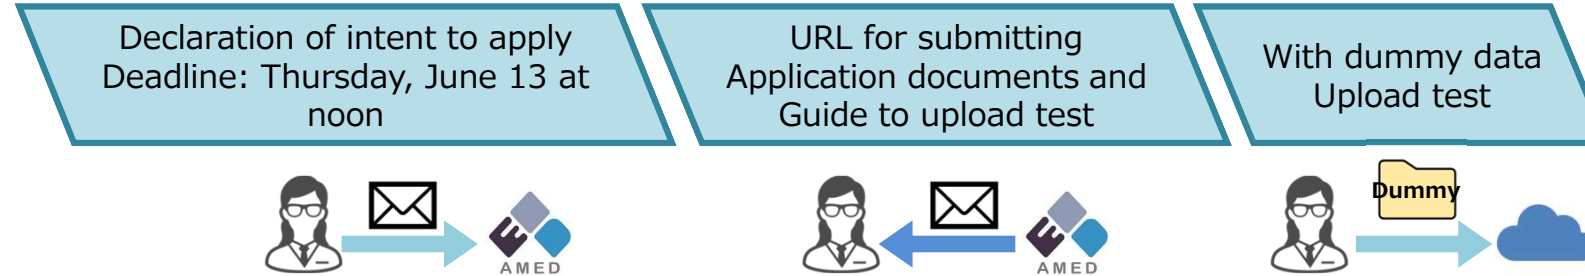 Declaration of intent to apply
Deadline: Thursday, June 13 at
noon
URL for submitting
Application documents and
Guide to upload test
With dummy data
Upload test
AMED
AMED
Dummy